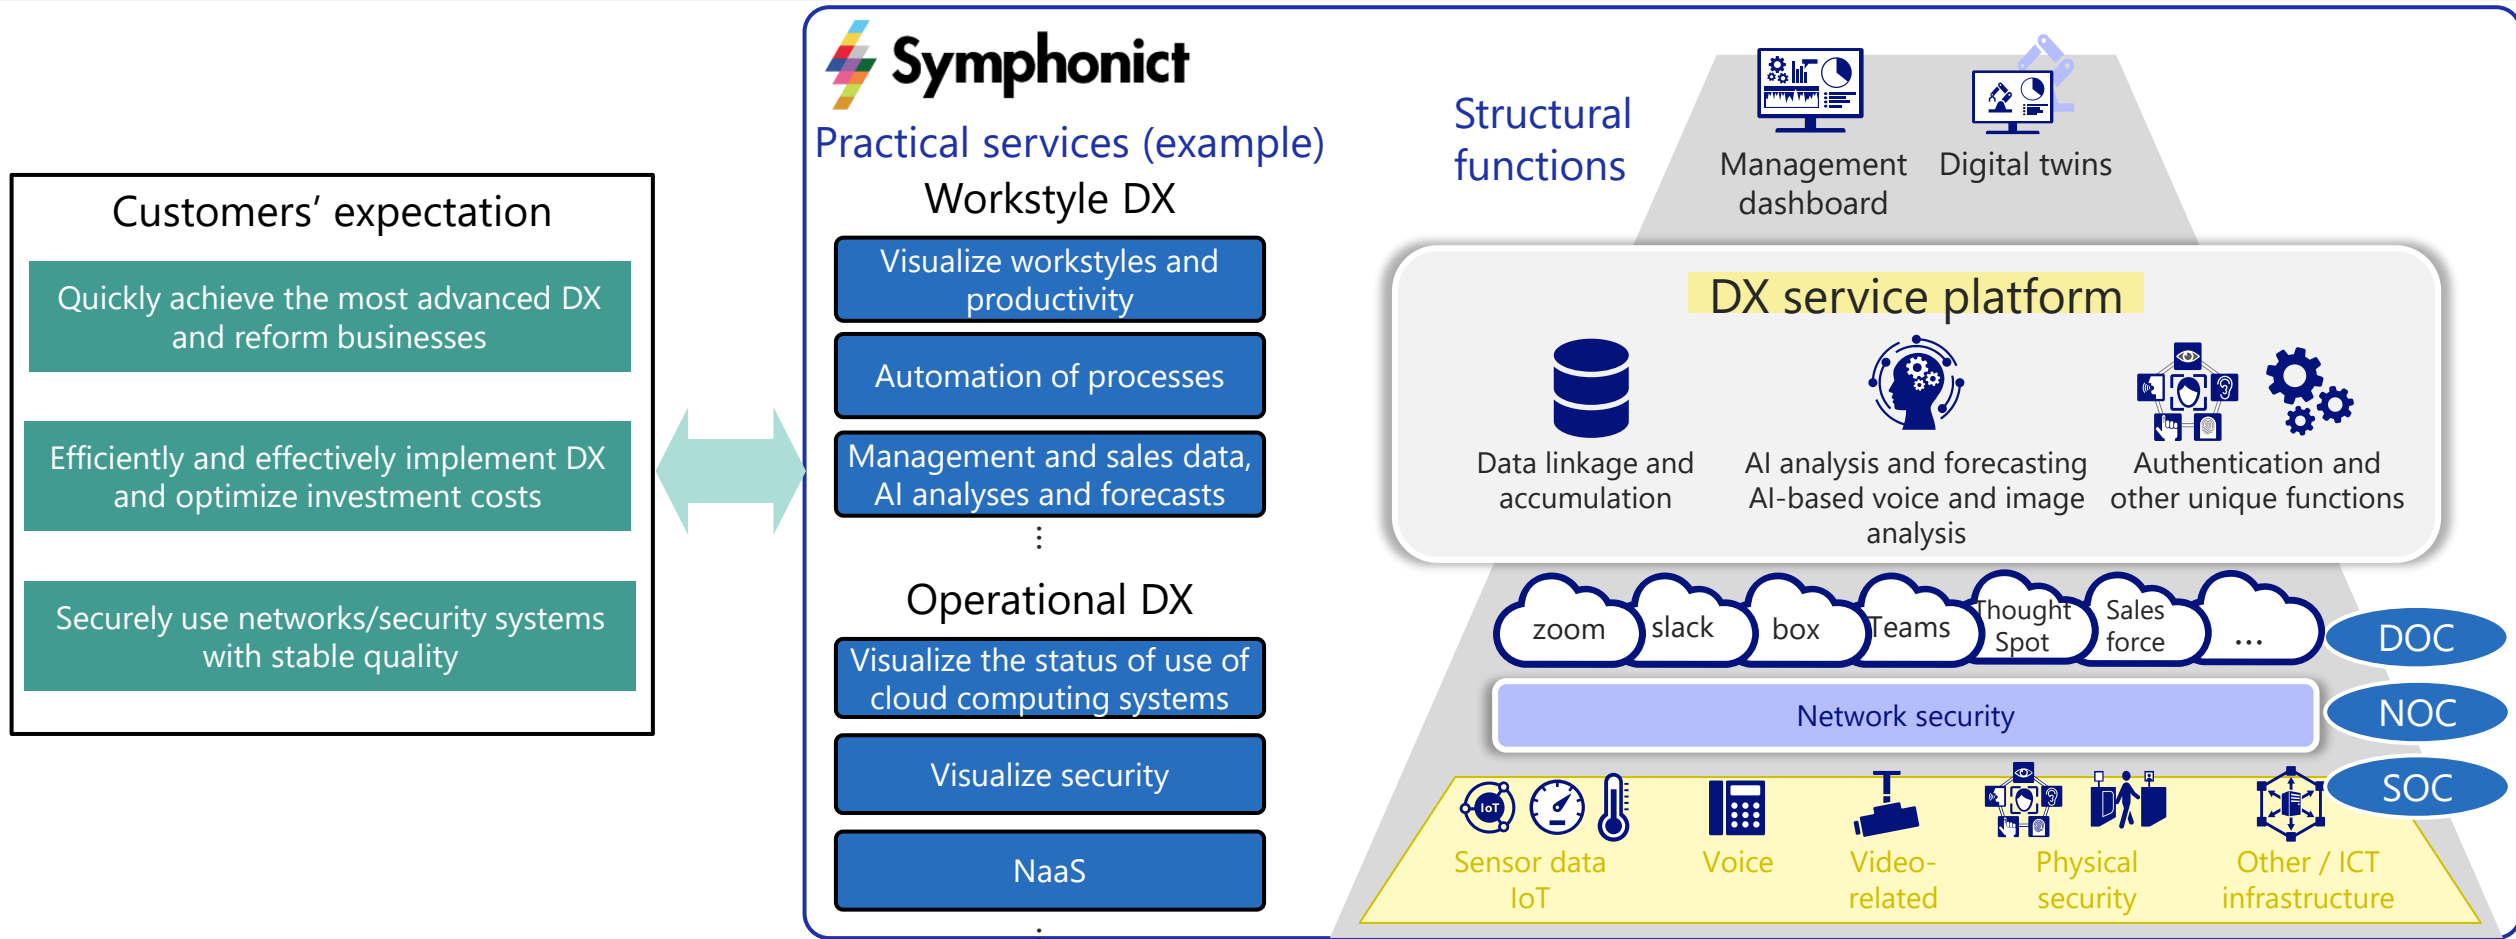 Customers’ expectation
Quickly achieve the most advanced DX
and reform businesses
Efficiently and effectively implement DX
and optimize investment costs
Securely use networks/security systems
with stable quality
Symphonict
Practical services (example)
Workstyle DX
Visualize workstyles and
productivity
Automation of processes
Management and sales data,
AI analyses and forecasts
⋮
Operational DX
Visualize the status of use of
cloud computing systems
Visualize security
NaaS
Structural
functions
Management
dashboard
Digital twins
DX service platform
Data linkage and
accumulation
AI analysis and forecasting
AI-based voice and image
analysis
Authentication and
other unique functions
zoom
slack
box
Teams
Thought
Spot
Sales
force
...
DOC
Network security
NOC
SOC
IoT
Sensor data
IoT
Voice
Video-
related
Physical
security
Other / ICT
infrastructure